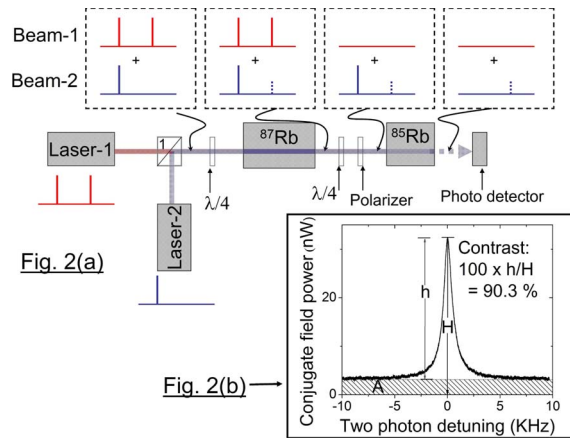 Beam-1
+
+
+
+
Beam-2
Laser-1
1
87Rb
85Rb
λ/4
λ/4
Polarizer
Photo detector
Laser-2
Fig. 2(a)
Conjugate field power (nW)
40
20
0
h
H
A
Contrast:
100 x h/H
= 90.3 %
-10
-5
0
5
10
Two photon detuning (KHz)
Fig. 2(b)